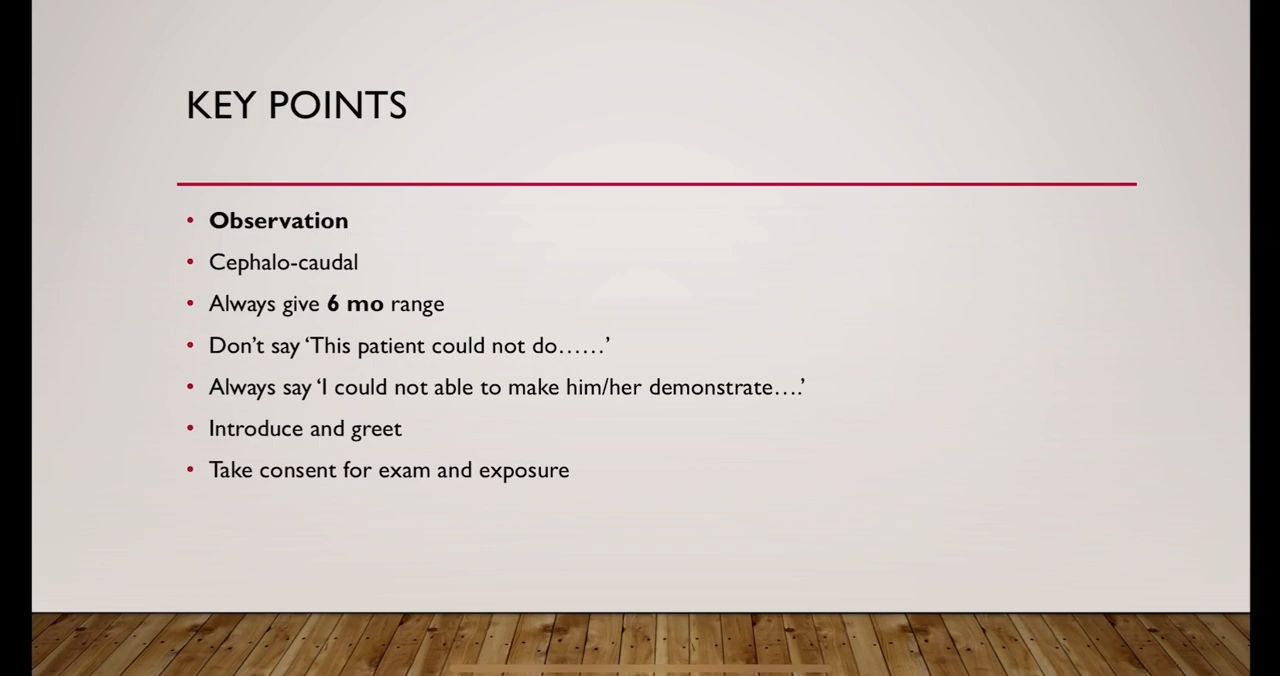 KEY POINTS
• Observation
• Cephalo-caudal
• Always give 6 mo range
• Don’t say ‘This patient could not do……’
• Always say ‘I could not able to make him/her demonstrate….’
• Introduce and greet
• Take consent for exam and exposure